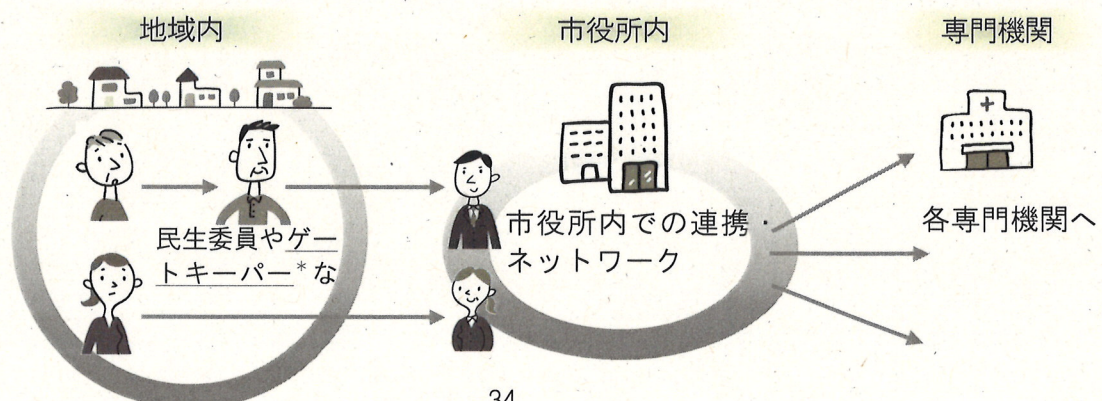 地域内
市役所内
専門機関
民生委員やゲー
トキーパー*な
市役所内での連携・
ネットワーク
各専門機関へ
34